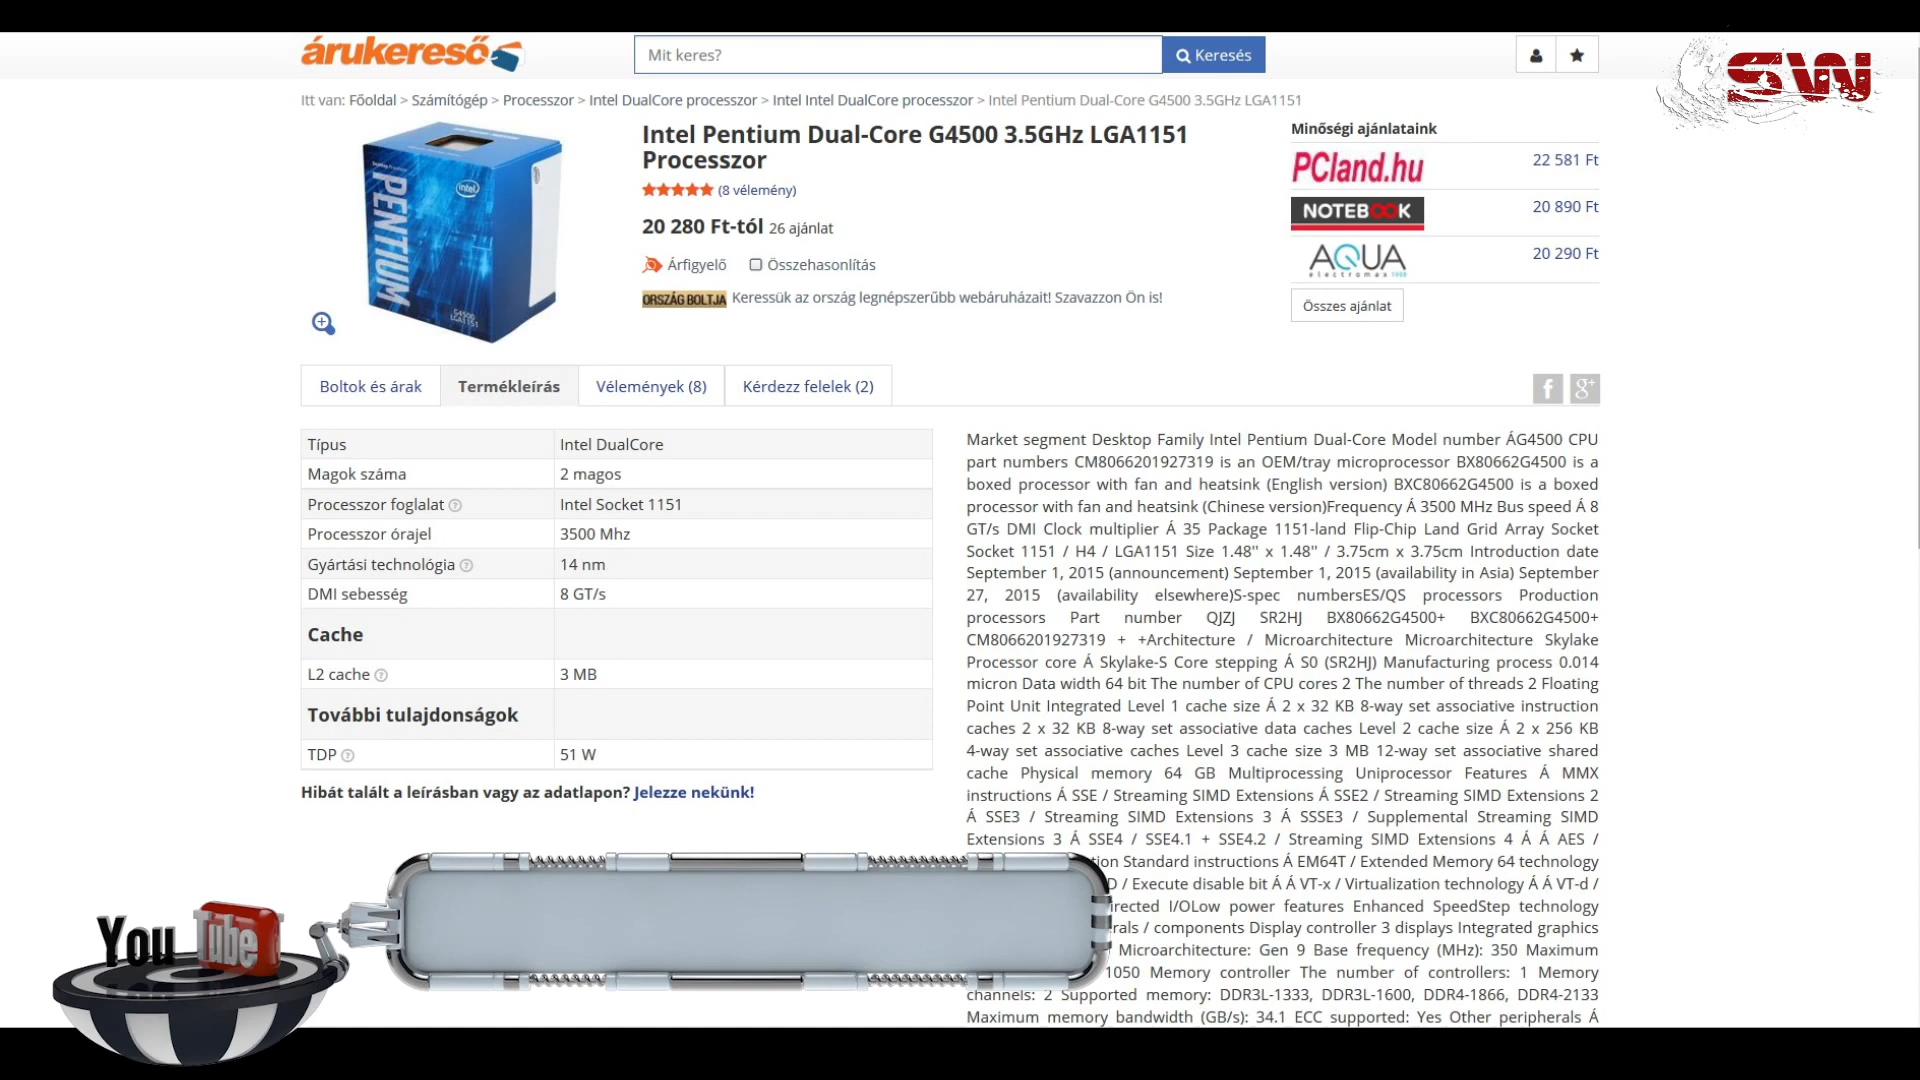 árukereső
Mit keres?
Keresés
SW
Itt van: Főoldal > Számítógép > Processzor > Intel DualCore processzor > Intel Intel DualCore processzor > Intel Pentium Dual-Core G4500 3.5GHz LGA1151
PENTIUM
intel
G4500
LGA1151
Intel Pentium Dual-Core G4500 3.5GHz LGA1151
Processzor
(8 vélemény)
20 280 Ft-tól 26 ajánlat
Árfigyelő
Összehasonlítás
ORSZÁG BOLTJA Keressük az ország legnépszerűbb webáruházait! Szavazzon Ön is!
Minőségi ajánlataink
PCland.hu 22 581 Ft
NOTEBOOK 20 890 Ft
AQUA 20 290 Ft
electromax
Összes ajánlat
Boltok és árak
Termékleírás
Vélemények (8)
Kérdezz felelek (2)
f g+
Típus Intel DualCore
Magok száma 2 magos
Processzor foglalat Intel Socket 1151
Processzor órajel 3500 Mhz
Gyártási technológia 14 nm
DMI sebesség 8 GT/s
Cache
L2 cache 3 MB
További tulajdonságok
TDP 51 W
Hibát talált a leírásban vagy az adatlapon? Jelezze nekünk!
Market segment Desktop Family Intel Pentium Dual-Core Model number ÁG4500 CPU
part numbers CM8066201927319 is an OEM/tray microprocessor BX80662G4500 is a
boxed processor with fan and heatsink (English version) BXC80662G4500 is a boxed
processor with fan and heatsink (Chinese version)Frequency Á 3500 MHz Bus speed Á 8
GT/s DMI Clock multiplier Á 35 Package 1151-land Flip-Chip Land Grid Array Socket
Socket 1151 / H4 / LGA1151 Size 1.48'' x 1.48'' / 3.75cm x 3.75cm Introduction date
September 1, 2015 (announcement) September 1, 2015 (availability in Asia) September
27, 2015 (availability elsewhere)S-spec numbersES/QS processors Production
processors Part number QJZJ SR2HJ BX80662G4500+ BXC80662G4500+
CM8066201927319 + +Architecture / Microarchitecture Microarchitecture Skylake
Processor core Á Skylake-S Core stepping Á S0 (SR2HJ) Manufacturing process 0.014
micron Data width 64 bit The number of CPU cores 2 The number of threads 2 Floating
Point Unit Integrated Level 1 cache size Á 2 x 32 KB 8-way set associative instruction
caches 2 x 32 KB 8-way set associative data caches Level 2 cache size Á 2 x 256 KB
4-way set associative caches Level 3 cache size 3 MB 12-way set associative shared
cache Physical memory 64 GB Multiprocessing Uniprocessor Features Á MMX
instructions Á SSE / Streaming SIMD Extensions Á SSE2 / Streaming SIMD Extensions 2
Á SSE3 / Streaming SIMD Extensions 3 Á SSSE3 / Supplemental Streaming SIMD
Extensions 3 Á SSE4 / SSE4.1 + SSE4.2 / Streaming SIMD Extensions 4 Á Á AES /
tion Standard instructions Á EM64T / Extended Memory 64 technology
D / Execute disable bit Á Á VT-x / Virtualization technology Á Á VT-d /
irected I/OLow power features Enhanced SpeedStep technology
rals / components Display controller 3 displays Integrated graphics
Microarchitecture: Gen 9 Base frequency (MHz): 350 Maximum
1050 Memory controller The number of controllers: 1 Memory
channels: 2 Supported memory: DDR3L-1333, DDR3L-1600, DDR4-1866, DDR4-2133
Maximum memory bandwidth (GB/s): 34.1 ECC supported: Yes Other peripherals Á
You Tube